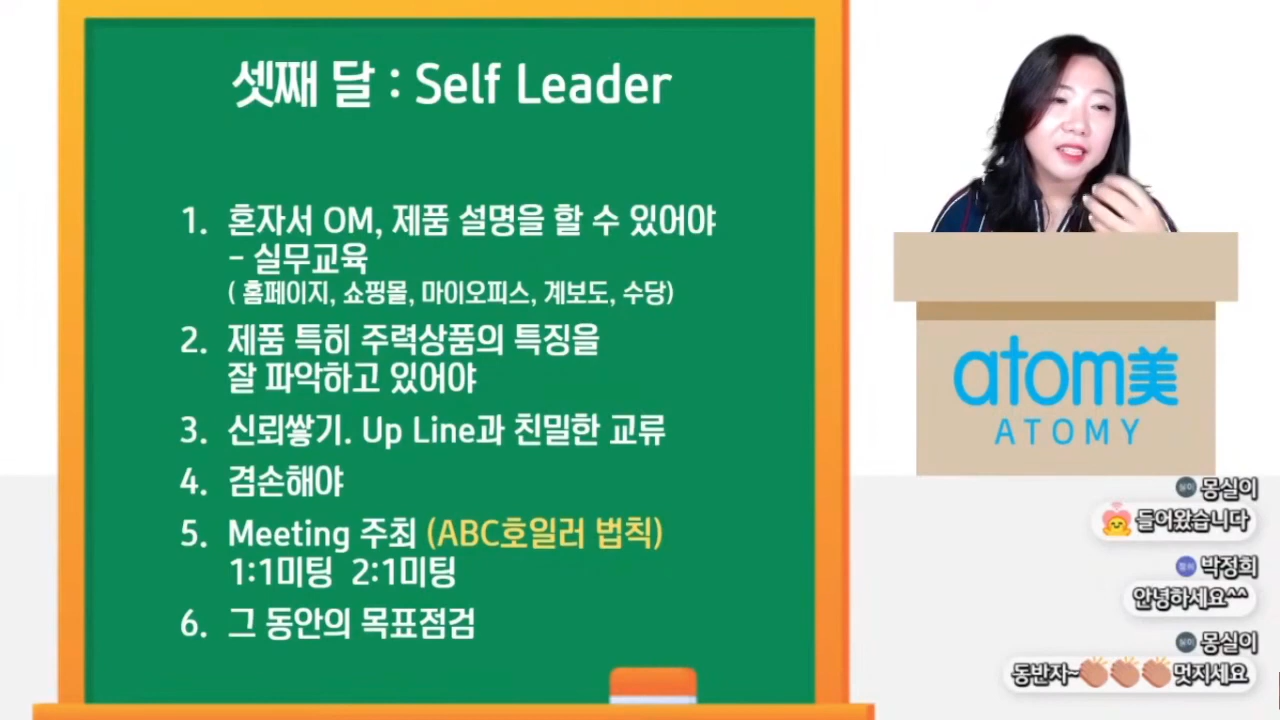 셋째 달 : Self Leader
1. 혼자서 OM, 제품 설명을 할 수 있어야
- 실무교육
( 홈페이지, 쇼핑몰, 마이오피스, 계보도, 수당)
2. 제품 특히 주력상품의 특징을
잘 파악하고 있어야
3. 신뢰쌓기. Up Line과 친밀한 교류
4. 겸손해야
5. Meeting 주최 (ABC호일러 법칙)
1:1미팅 2:1미팅
6. 그 동안의 목표점검
atom美
ATOMY
몽실이
들어왔습니다
박정희
안녕하세요^^
몽실이
동반자~👏👏👏멋지세요